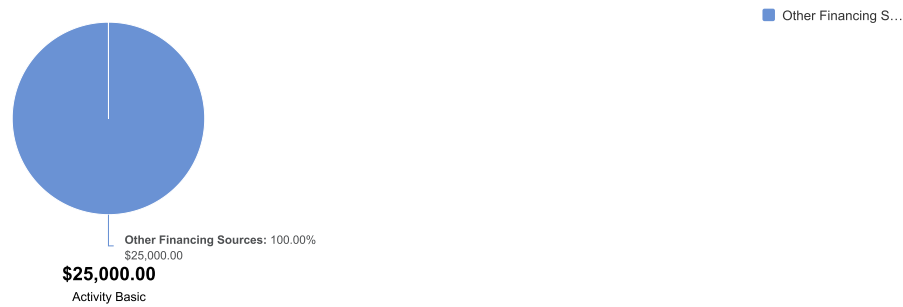 Other Financing S…
Other Financing Sources: 100.00%
$25,000.00
$25,000.00
Activity Basic